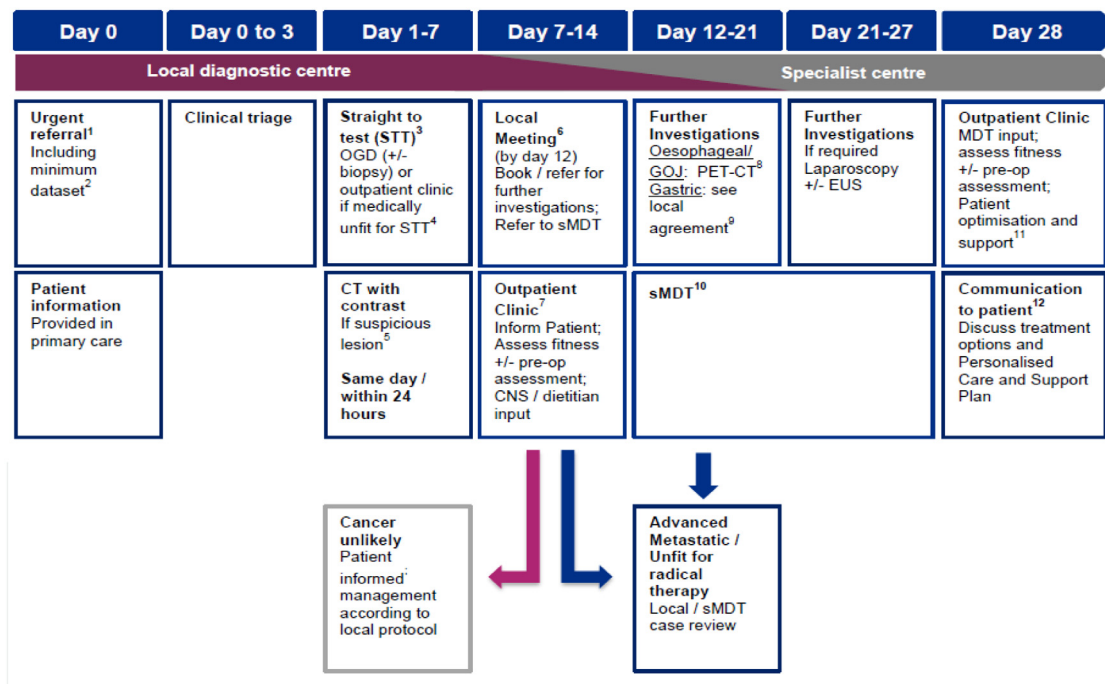 Day 0
Day 0 to 3
Day 1-7
Day 7-14
Day 12-21
Day 21-27
Day 28
Local diagnostic centre
Specialist centre
Urgent
referral¹
Including
minimum
dataset²
Clinical triage
Straight to
test (STT)³
OGD (+/-
biopsy) or
outpatient clinic
if medically
unfit for STT⁴
Local
Meeting⁶
(by day 12)
Book / refer for
further
investigations;
Refer to sMDT
Further
Investigations
Oesophageal/
GOJ: PET-CT⁸
Gastric: see
local
agreement⁹
Further
Investigations
If required
Laparoscopy
+/- EUS
Outpatient Clinic
MDT input;
assess fitness
+/- pre-op
assessment;
Patient
optimisation and
support¹¹
Patient
information
Provided in
primary care
CT with
contrast
If suspicious
lesion⁵
Same day /
within 24
hours
Outpatient
Clinic⁷
Inform Patient;
Assess fitness
+/- pre-op
assessment;
CNS / dietitian
input
sMDT¹⁰
Communication
to patient¹²
Discuss treatment
options and
Personalised
Care and Support
Plan
Cancer
unlikely
Patient
informed;
management
according to
local protocol
Advanced
Metastatic /
Unfit for
radical
therapy
Local / sMDT
case review